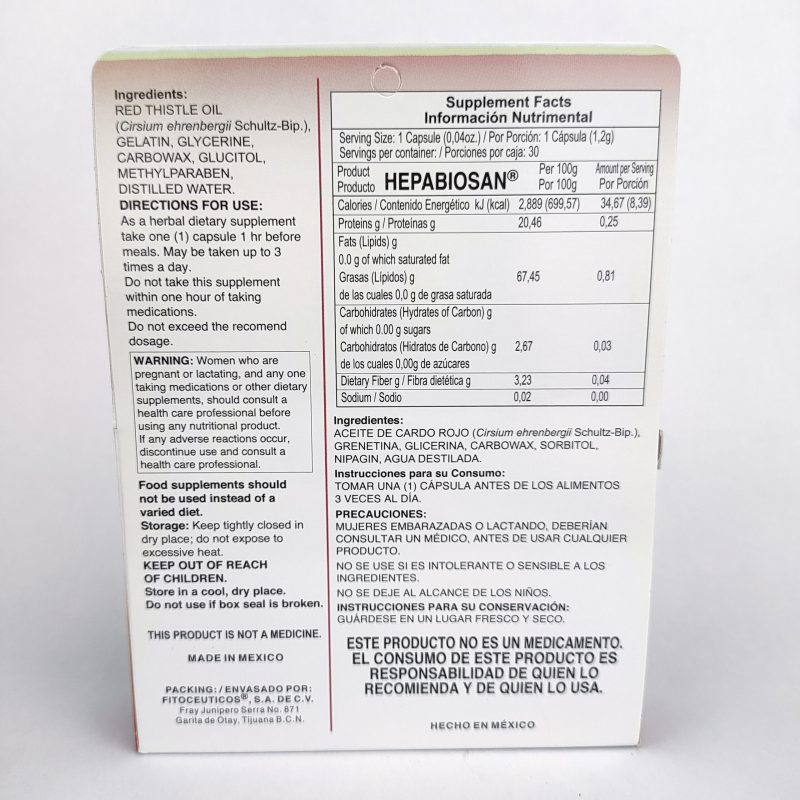 Ingredients:
RED THISTLE OIL
(Cirsium ehrenbergii Schultz-Bip.),
GELATIN, GLYCERINE,
CARBOWAX, GLUCITOL,
METHYLPARABEN,
DISTILLED WATER.
DIRECTIONS FOR USE:
As a herbal dietary supplement
take one (1) capsule 1 hr before
meals. May be taken up to 3
times a day.
Do not take this supplement
within one hour of taking
medications.
Do not exceed the recomend
dosage.
WARNING: Women who are
pregnant or lactating, and any one
taking medications or other dietary
supplements, should consult a
health care professional before
using any nutritional product.
If any adverse reactions occur,
discontinue use and consult a
health care professional.
Food supplements should
not be used instead of a
varied diet.
Storage: Keep tightly closed in
dry place; do not expose to
excessive heat.
KEEP OUT OF REACH
OF CHILDREN.
Store in a cool, dry place.
Do not use if box seal is broken.
THIS PRODUCT IS NOT A MEDICINE.
MADE IN MEXICO
PACKING: / ENVASADO POR:
FITOCEUTICOS®, S.A. DE C.V.
Fray Junipero Serra No. 871
Garita de Otay, Tijuana B.C.N.
Supplement Facts
Información Nutrimental
Serving Size: 1 Capsule (0,04oz.) / Por Porción: 1 Cápsula (1,2g)
Servings per container: / Porciones por caja: 30
Product Per 100g Amount per Serving
Producto HEPABIOSAN® Por 100g Por Porción
Calories / Contenido Energético kJ (kcal) 2,889 (699,57) 34,67 (8,39)
Proteins g / Proteínas g 20,46 0,25
Fats (Lipids) g
0.0 g of which saturated fat
Grasas (Lípidos) g 67,45 0,81
de las cuales 0,0 g de grasa saturada
Carbohidrates (Hydrates of Carbon) g
of which 0.00 g sugars
Carbohidratos (Hidratos de Carbono) g 2,67 0,03
de los cuales 0,00g de azúcares
Dietary Fiber g / Fibra dietética g 3,23 0,04
Sodium / Sodio 0,02 0,00
Ingredientes:
ACEITE DE CARDO ROJO (Cirsium ehrenbergii Schultz-Bip.),
GRENETINA, GLICERINA, CARBOWAX, SORBITOL,
NIPAGIN, AGUA DESTILADA.
Instrucciones para su Consumo:
TOMAR UNA (1) CÁPSULA ANTES DE LOS ALIMENTOS
3 VECES AL DÍA.
PRECAUCIONES:
MUJERES EMBARAZADAS O LACTANDO, DEBERÍAN
CONSULTAR UN MÉDICO, ANTES DE USAR CUALQUIER
PRODUCTO.
NO SE USE SI ES INTOLERANTE O SENSIBLE A LOS
INGREDIENTES.
NO SE DEJE AL ALCANCE DE LOS NIÑOS.
INSTRUCCIONES PARA SU CONSERVACIÓN:
GUÁRDESE EN UN LUGAR FRESCO Y SECO.
ESTE PRODUCTO NO ES UN MEDICAMENTO.
EL CONSUMO DE ESTE PRODUCTO ES
RESPONSABILIDAD DE QUIEN LO
RECOMIENDA Y DE QUIEN LO USA.
HECHO EN MÉXICO